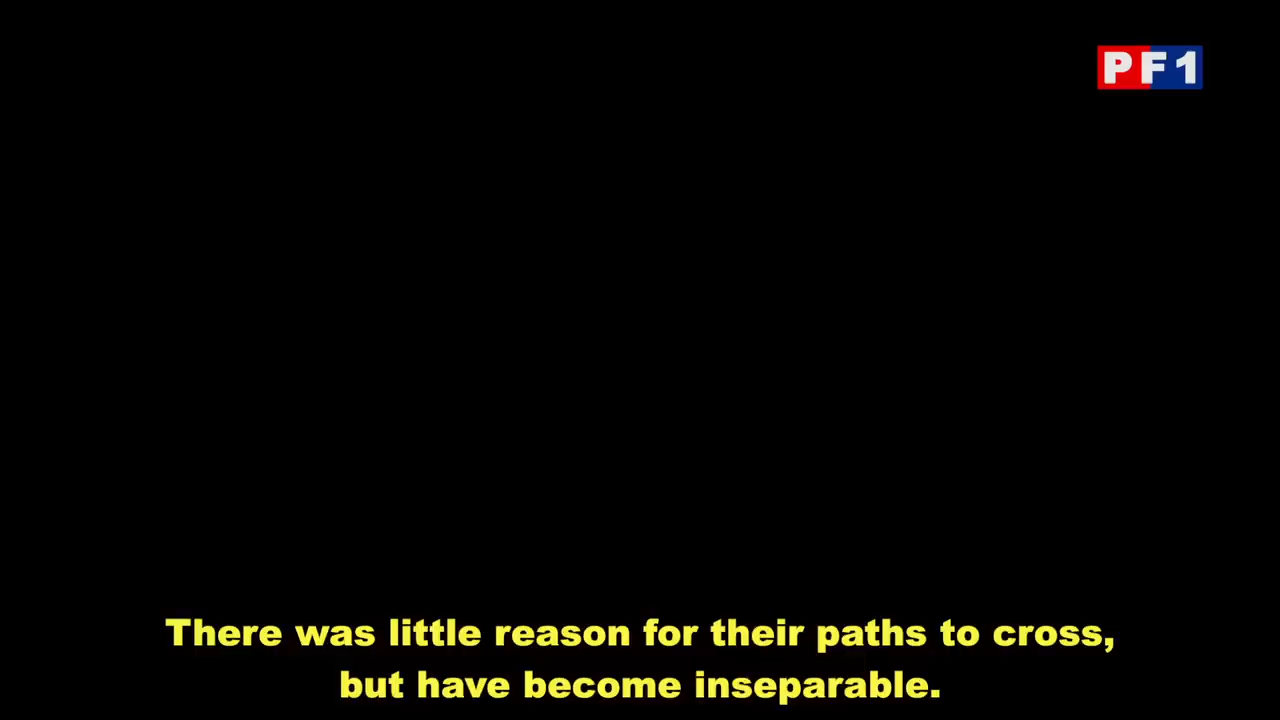 PF1
There was little reason for their paths to cross,
but have become inseparable.